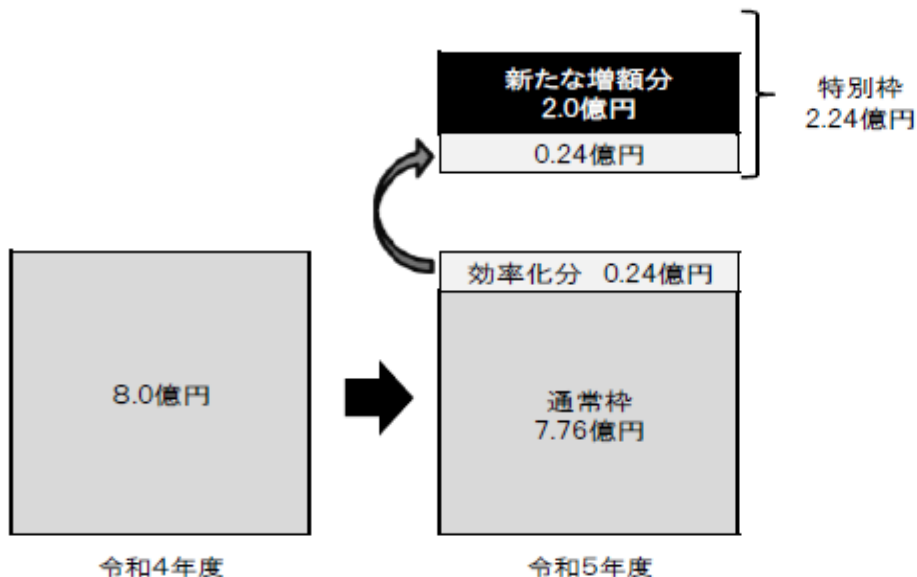 新たな増額分
2.0億円
0.24億円
特別枠
2.24億円
効率化分 0.24億円
8.0億円
通常枠
7.76億円
令和4年度
令和5年度